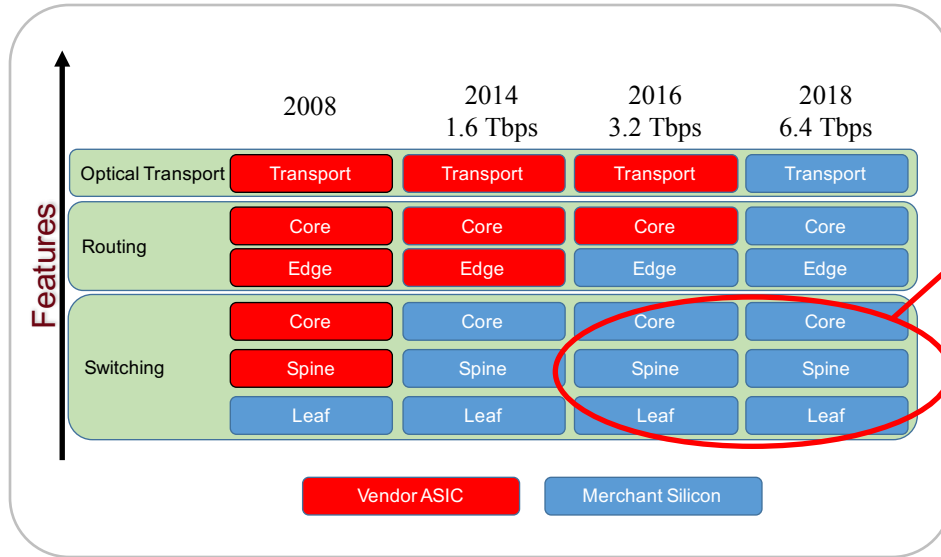 2008
2014
1.6 Tbps
2016
3.2 Tbps
2018
6.4 Tbps
Features
Optical Transport
Transport
Transport
Transport
Transport
Routing
Core
Core
Core
Core
Edge
Edge
Edge
Edge
Switching
Core
Core
Core
Core
Spine
Spine
Spine
Spine
Leaf
Leaf
Leaf
Leaf
Vendor ASIC
Merchant Silicon